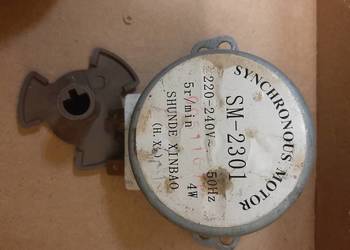 SYNCHRONOUS MOTOR
SM-2301
220-240V~ 50Hz
5r/min 4W
SHUNDE XINBAO
(H.X.)